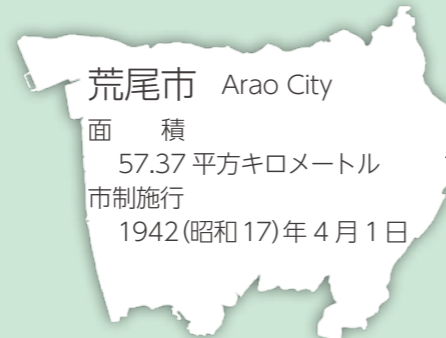 荒尾市 Arao City
面　積
57.37 平方キロメートル
市制施行
1942(昭和 17)年 4 月 1 日